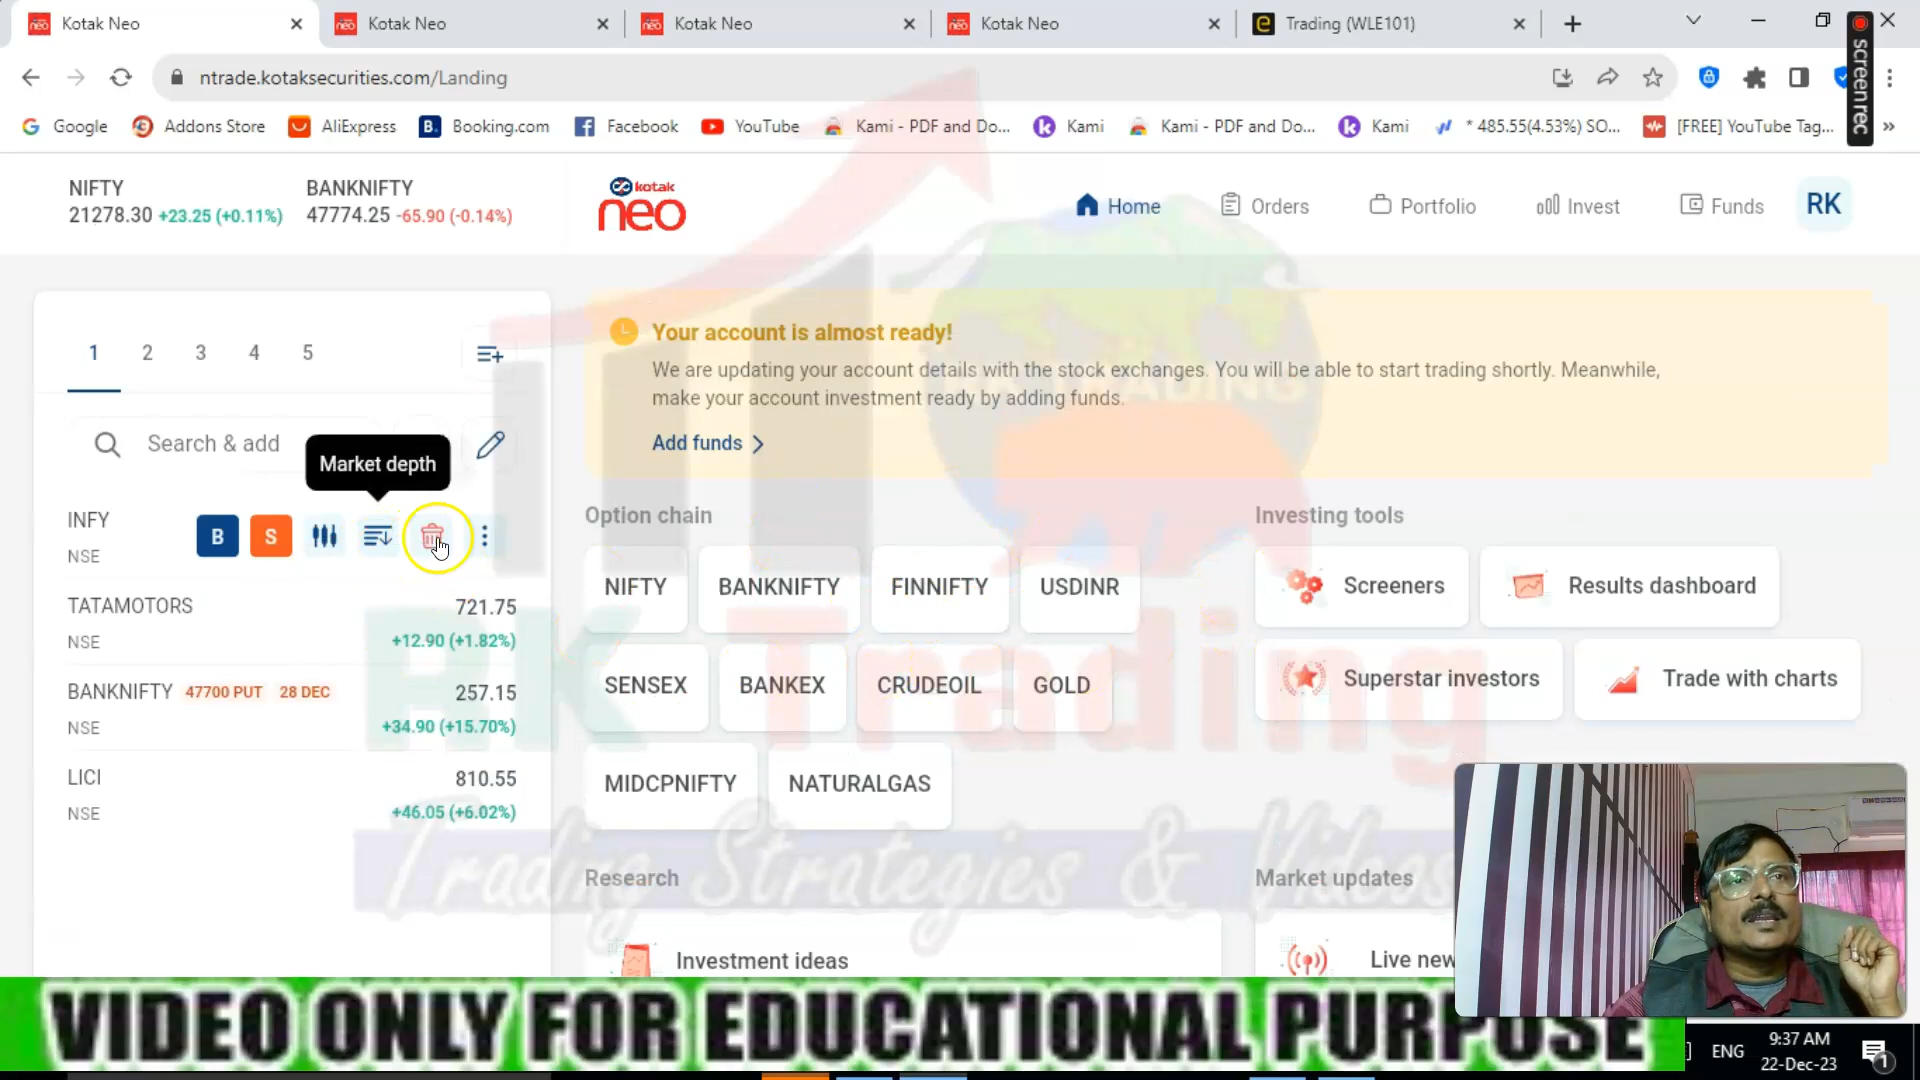 Kotak Neo
Kotak Neo
Kotak Neo
Kotak Neo
Trading (WLE101)
ntrade.kotaksecurities.com/Landing
Google
Addons Store
AliExpress
Booking.com
Facebook
YouTube
Kami - PDF and Do...
Kami
Kami - PDF and Do...
Kami
* 485.55(4.53%) SO...
[FREE] YouTube Tag...
screenrec
NIFTY
21278.30 +23.25 (+0.11%)
BANKNIFTY
47774.25 -65.90 (-0.14%)
kotak
neo
Home
Orders
Portfolio
Invest
Funds
RK
1 2 3 4 5
Search & add
Market depth
INFY
NSE
B S
TATAMOTORS 721.75
NSE +12.90 (+1.82%)
BANKNIFTY 47700 PUT 28 DEC 257.15
NSE +34.90 (+15.70%)
LICI 810.55
NSE +46.05 (+6.02%)
Your account is almost ready!
We are updating your account details with the stock exchanges. You will be able to start trading shortly. Meanwhile,
make your account investment ready by adding funds.
Add funds
Option chain
NIFTY BANKNIFTY FINNIFTY USDINR
SENSEX BANKEX CRUDEOIL GOLD
MIDCPNIFTY NATURALGAS
Investing tools
Screeners Results dashboard
Superstar investors Trade with charts
Research
Investment ideas
Market updates
Live new
RK Trading
Trading Strategies & Videos
VIDEO ONLY FOR EDUCATIONAL PURPOSE
ENG
9:37 AM
22-Dec-23
1